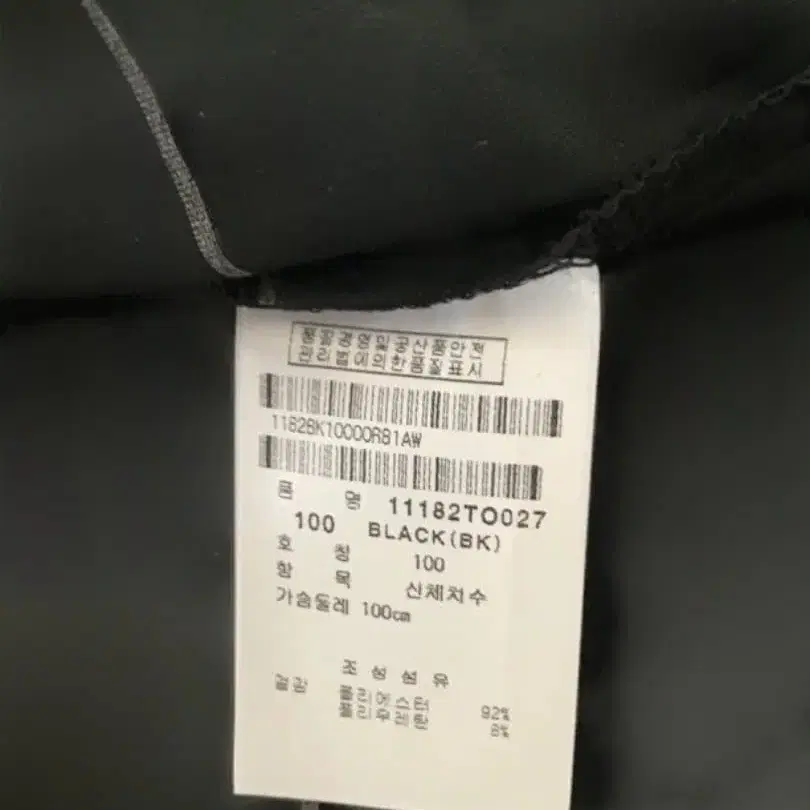 품질경영및공산품안전
관리법에의한품질표시
11828K10000R81AW
품 명 11182TO027
100 BLACK(BK)
호 칭 100
항 목 신체치수
가슴둘레 100cm
조성섬유
겉감 폴리에스터 92%
폴리우레탄 8%